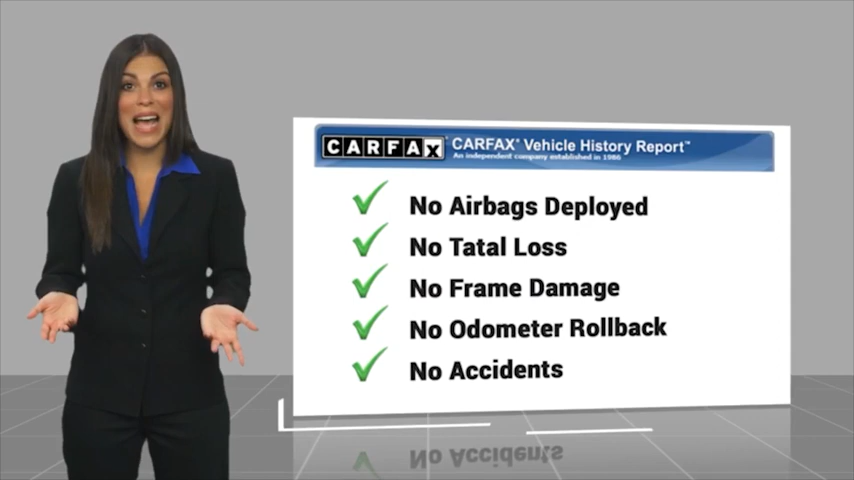 CARFAX CARFAX® Vehicle History Report™
An independent company established in 1986
No Airbags Deployed
No Tatal Loss
No Frame Damage
No Odometer Rollback
No Accidents
No Accidents